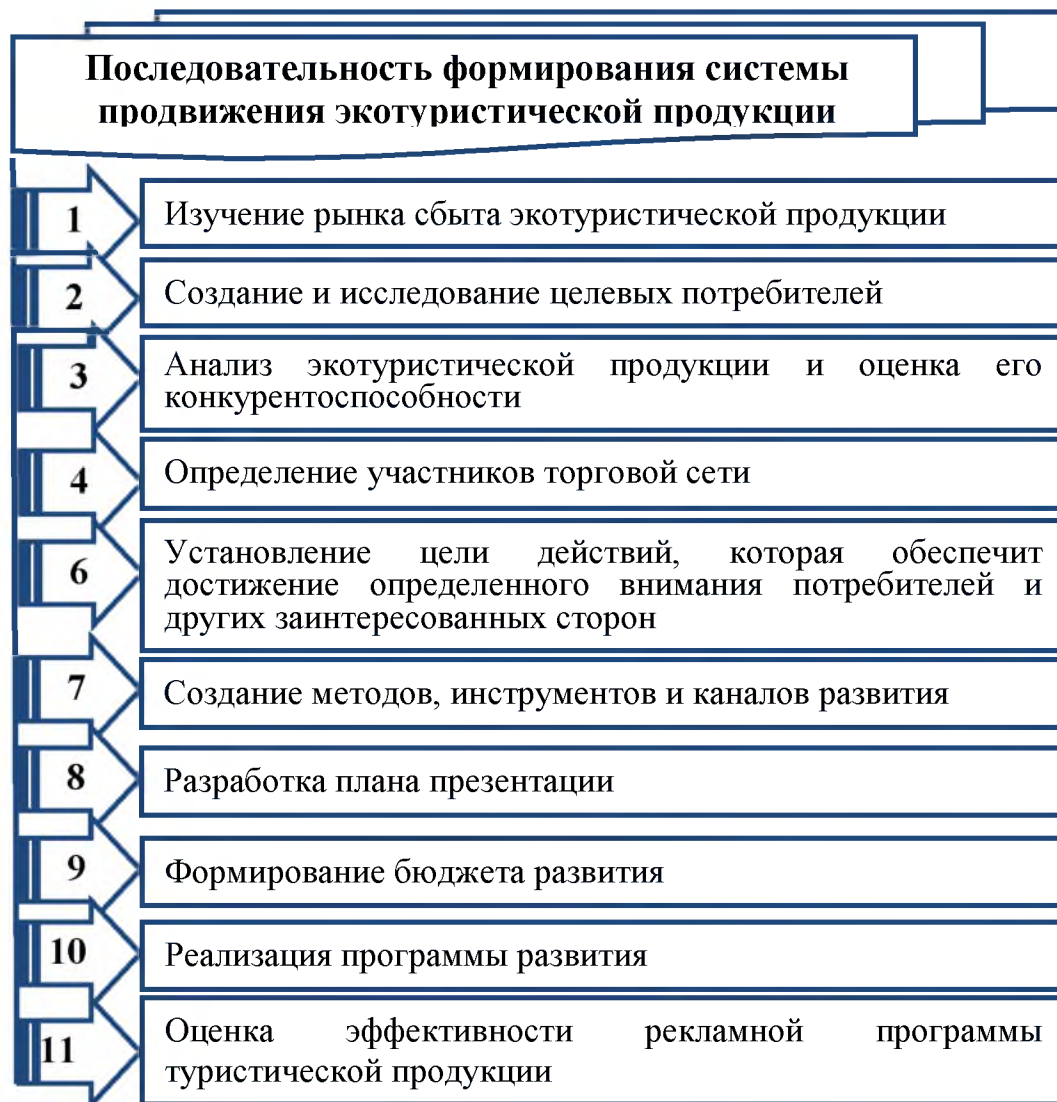 Последовательность формирования системы
продвижения экотуристической продукции
1
Изучение рынка сбыта экотуристической продукции
2
Создание и исследование целевых потребителей
3
Анализ экотуристической продукции и оценка его
конкурентоспособности
4
Определение участников торговой сети
6
Установление цели действий, которая обеспечит
достижение определенного внимания потребителей и
других заинтересованных сторон
7
Создание методов, инструментов и каналов развития
8
Разработка плана презентации
9
Формирование бюджета развития
10
Реализация программы развития
11
Оценка эффективности рекламной программы
туристической продукции